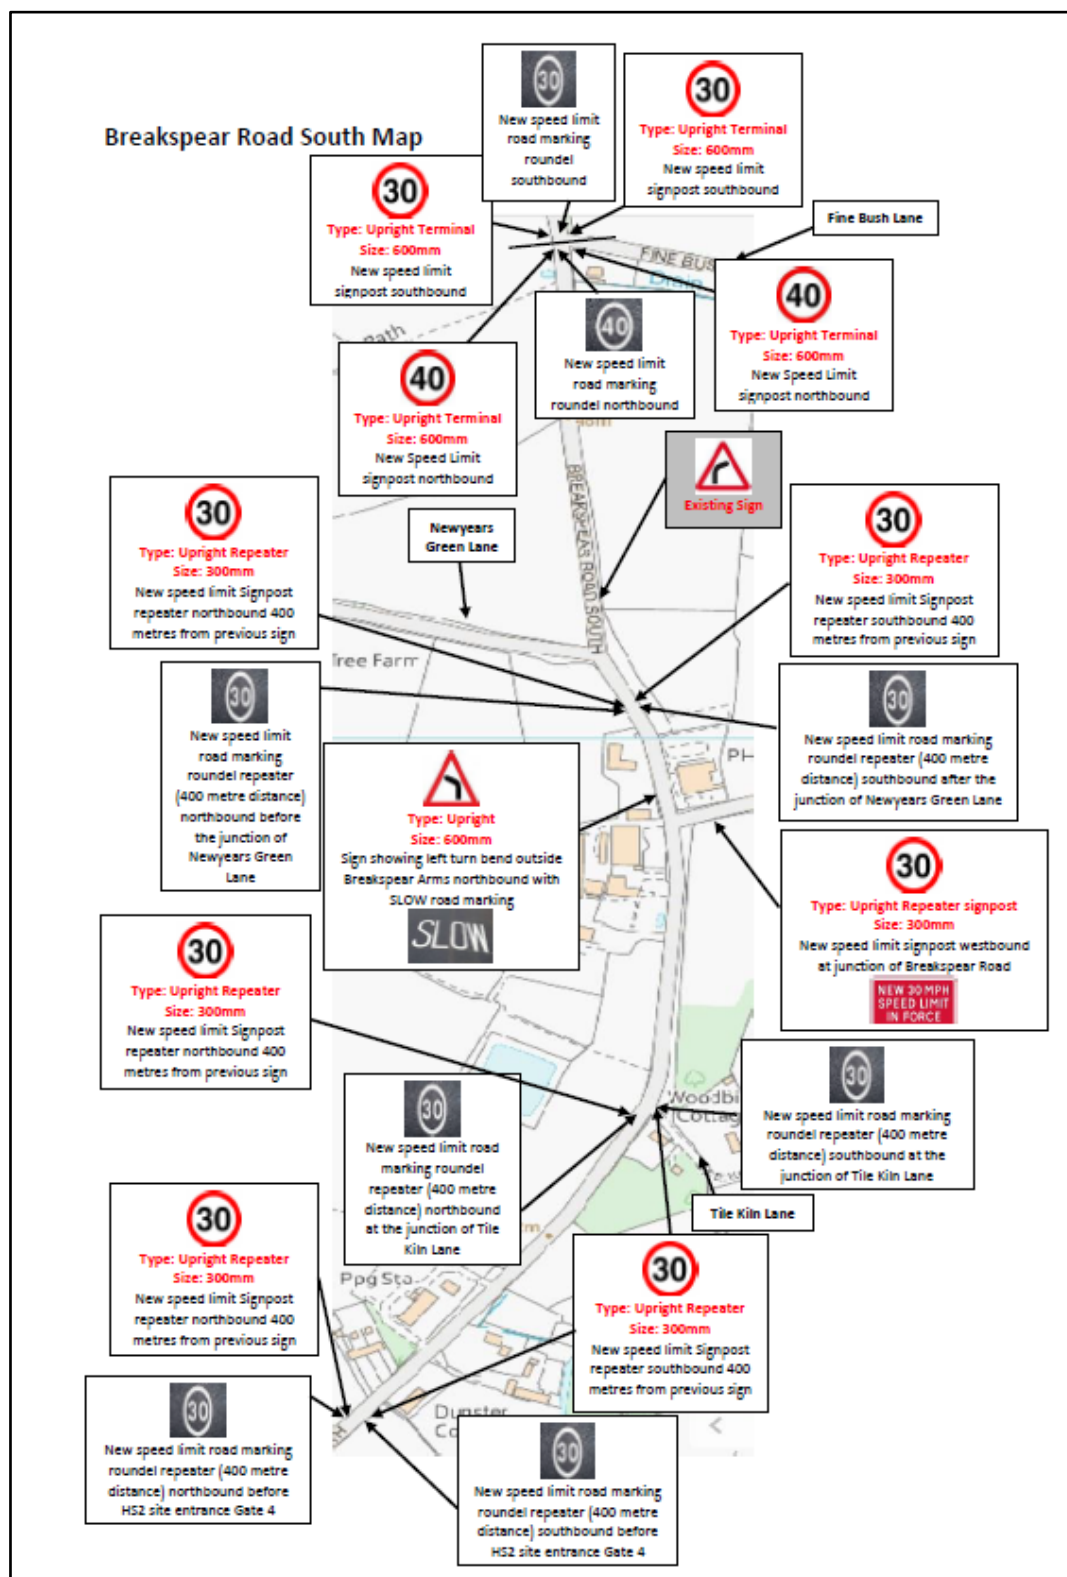 Breakspear Road South Map
30
New speed limit
road marking
roundel
southbound
30
Type: Upright Terminal
Size: 600mm
New speed limit
signpost southbound
30
Type: Upright Terminal
Size: 600mm
New speed limit
signpost southbound
Fine Bush Lane
FINE BUS
Drain
Path
40
Type: Upright Terminal
Size: 600mm
New Speed Limit
signpost northbound
40
New speed limit
road marking
roundel northbound
40
Type: Upright Terminal
Size: 600mm
New Speed Limit
signpost northbound
Existing Sign
BREAKSPEAR ROAD SOUTH
Newyears
Green Lane
30
Type: Upright Repeater
Size: 300mm
New speed limit Signpost
repeater northbound 400
metres from previous sign
30
Type: Upright Repeater
Size: 300mm
New speed limit Signpost
repeater southbound 400
metres from previous sign
Tree Farm
30
New speed limit
road marking
roundel repeater
(400 metre distance)
northbound before
the junction of
Newyears Green
Lane
30
New speed limit road marking
roundel repeater (400 metre
distance) southbound after the
junction of Newyears Green Lane
PH
Type: Upright
Size: 600mm
Sign showing left turn bend outside
Breakspear Arms northbound with
SLOW road marking
SLOW
30
Type: Upright Repeater signpost
Size: 300mm
New speed limit signpost westbound
at junction of Breakspear Road
NEW 30 MPH
SPEED LIMIT
IN FORCE
30
Type: Upright Repeater
Size: 300mm
New speed limit Signpost
repeater northbound 400
metres from previous sign
30
New speed limit road
marking roundel
repeater (400 metre
distance) northbound
at the junction of Tile
Kiln Lane
Woodbi
Cottag
30
New speed limit road marking
roundel repeater (400 metre
distance) southbound at the
junction of Tile Kiln Lane
Tile Kiln Lane
30
Type: Upright Repeater
Size: 300mm
New speed limit Signpost
repeater northbound 400
metres from previous sign
Ppg Sta
30
Type: Upright Repeater
Size: 300mm
New speed limit Signpost
repeater southbound 400
metres from previous sign
30
New speed limit road marking
roundel repeater (400 metre
distance) northbound before
HS2 site entrance Gate 4
Dunster
Co
30
New speed limit road marking
roundel repeater (400 metre
distance) southbound before
HS2 site entrance Gate 4